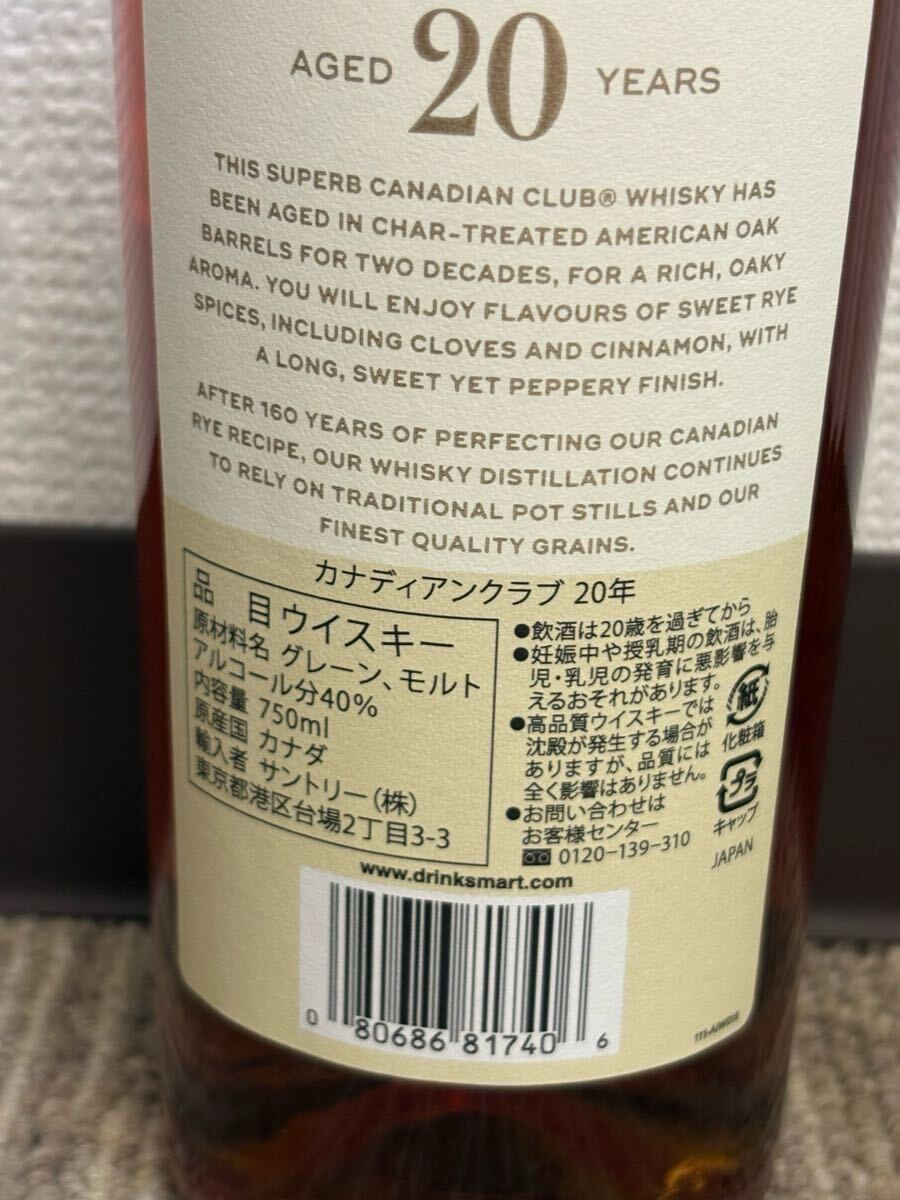 AGED 20 YEARS
THIS SUPERB CANADIAN CLUB® WHISKY HAS
BEEN AGED IN CHAR-TREATED AMERICAN OAK
BARRELS FOR TWO DECADES, FOR A RICH, OAKY
AROMA. YOU WILL ENJOY FLAVOURS OF SWEET RYE
SPICES, INCLUDING CLOVES AND CINNAMON, WITH
A LONG, SWEET YET PEPPERY FINISH.
AFTER 160 YEARS OF PERFECTING OUR CANADIAN
RYE RECIPE, OUR WHISKY DISTILLATION CONTINUES
TO RELY ON TRADITIONAL POT STILLS AND OUR
FINEST QUALITY GRAINS.
カナディアンクラブ 20年
品 目 ウイスキー
原材料名 グレーン、モルト
アルコール分40%
内容量 750ml
原産国 カナダ
輸入者 サントリー(株)
東京都港区台場2丁目3-3
●飲酒は20歳を過ぎてから
●妊娠中や授乳期の飲酒は、胎
児・乳児の発育に悪影響を与
えるおそれがあります。
●高品質ウイスキーでは
沈殿が発生する場合が
ありますが、品質には
全く影響はありません。
●お問い合わせは
お客様センター
0120-139-310
紙
化粧箱
プラ
キャップ
JAPAN
www.drinksmart.com
0 80686 81740 6